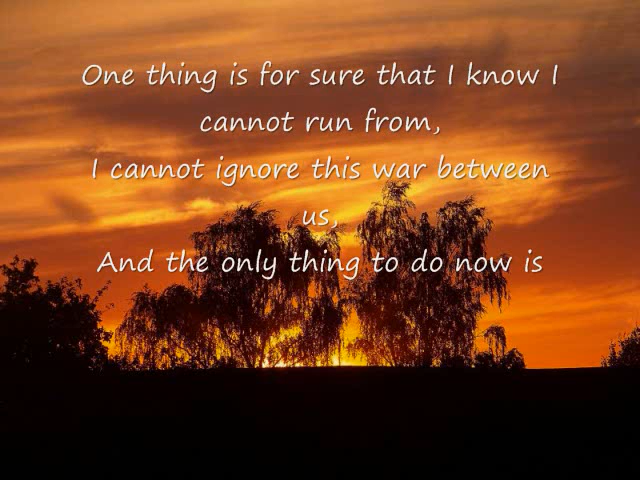 One thing is for sure that I know I
cannot run from,
I cannot ignore this war between
us,
And the only thing to do now is